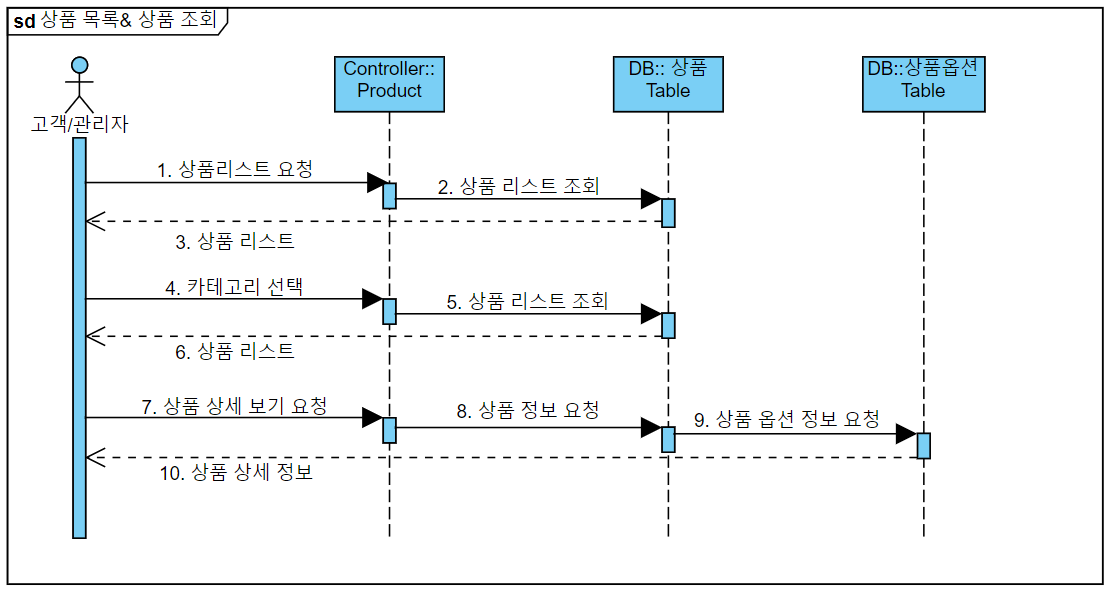 sd 상품 목록& 상품 조회
고객/관리자
Controller::
Product
DB:: 상품
Table
DB::상품옵션
Table
1. 상품리스트 요청
2. 상품 리스트 조회
3. 상품 리스트
4. 카테고리 선택
5. 상품 리스트 조회
6. 상품 리스트
7. 상품 상세 보기 요청
8. 상품 정보 요청
9. 상품 옵션 정보 요청
10. 상품 상세 정보